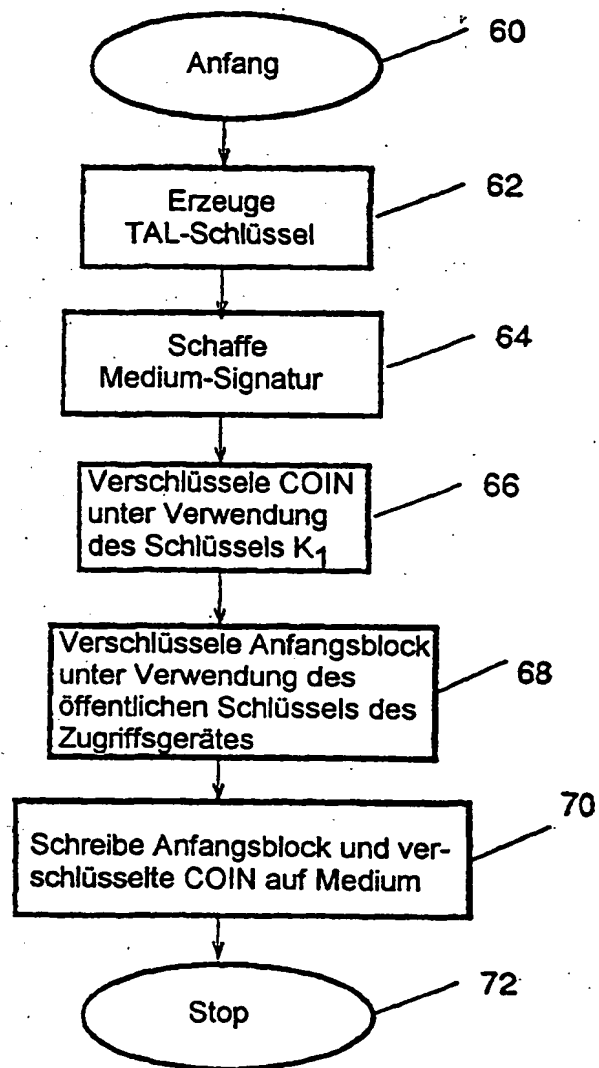 Anfang
60
Erzeuge
TAL-Schlüssel
62
Schaffe
Medium-Signatur
64
Verschlüssele COIN
unter Verwendung
des Schlüssels K1
66
Verschlüssele Anfangsblock
unter Verwendung des
öffentlichen Schlüssels des
Zugriffsgerätes
68
Schreibe Anfangsblock und ver-
schlüsselte COIN auf Medium
70
Stop
72